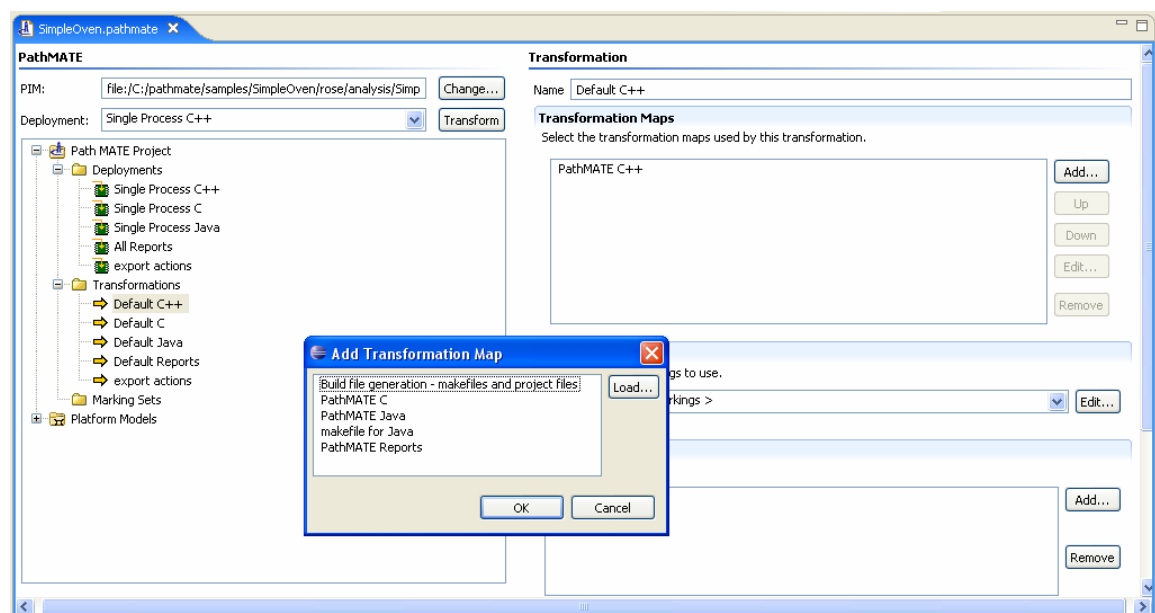 SimpleOven.pathmate
PathMATE
PIM:
file:/C:/pathmate/samples/SimpleOven/rose/analysis/Simp
Change...
Deployment:
Single Process C++
Transform
Path MATE Project
Deployments
Single Process C++
Single Process C
Single Process Java
All Reports
export actions
Transformations
Default C++
Default C
Default Java
Default Reports
export actions
Marking Sets
Platform Models
Transformation
Name
Default C++
Transformation Maps
Select the transformation maps used by this transformation.
PathMATE C++
Add...
Up
Down
Edit...
Remove
gs to use.
rkings >
Edit...
Add...
Remove
Add Transformation Map
Build file generation - makefiles and project files
PathMATE C
PathMATE Java
makefile for Java
PathMATE Reports
Load...
OK
Cancel